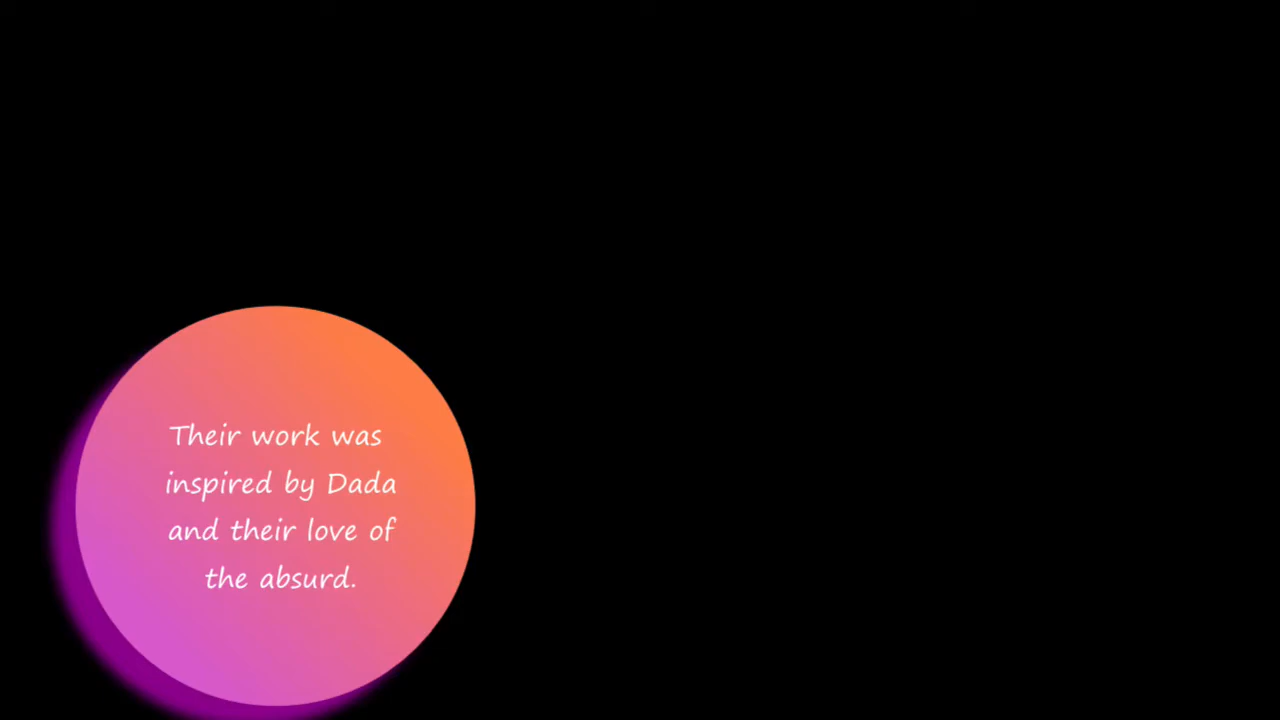 Their work was
inspired by Dada
and their love of
the absurd.